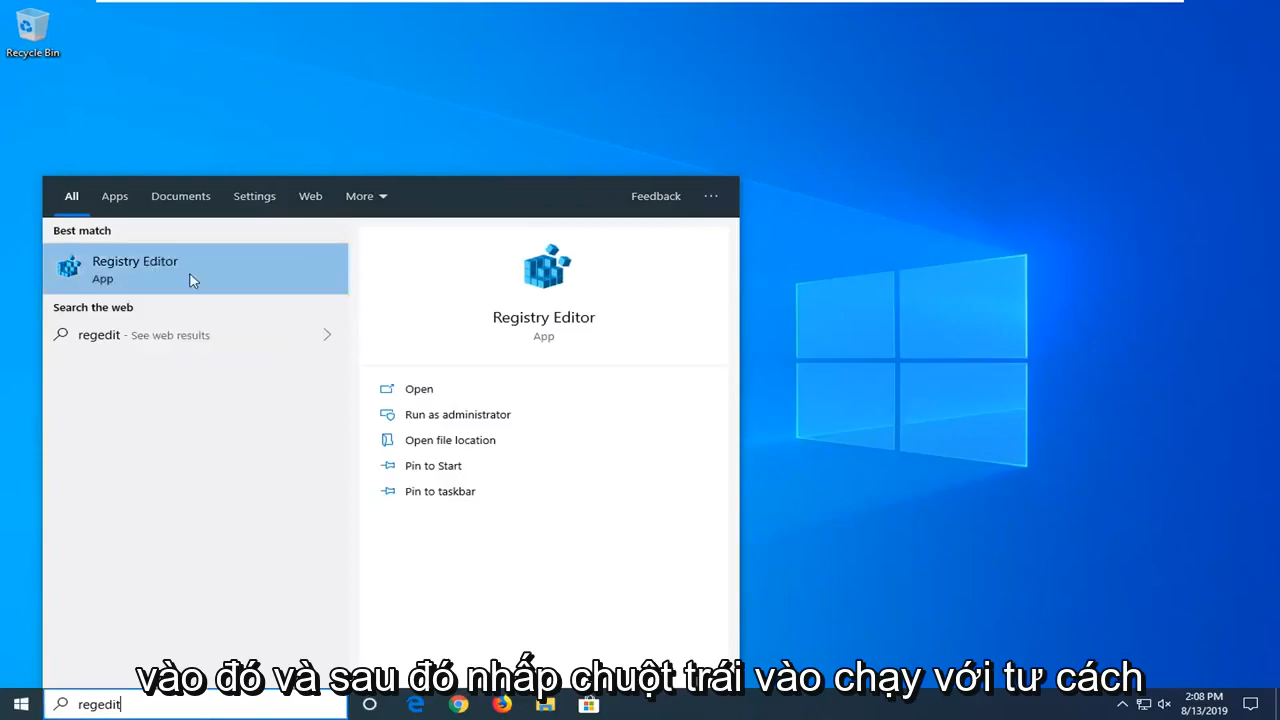 Recycle Bin
All Apps Documents Settings Web More Feedback ...
Best match
Registry Editor
App
Search the web
regedit - See web results
Registry Editor
App
Open
Run as administrator
Open file location
Pin to Start
Pin to taskbar
vào đó và sau đó nhấp chuột trái vào chạy với tư cách
regedit
2:08 PM
8/13/2019